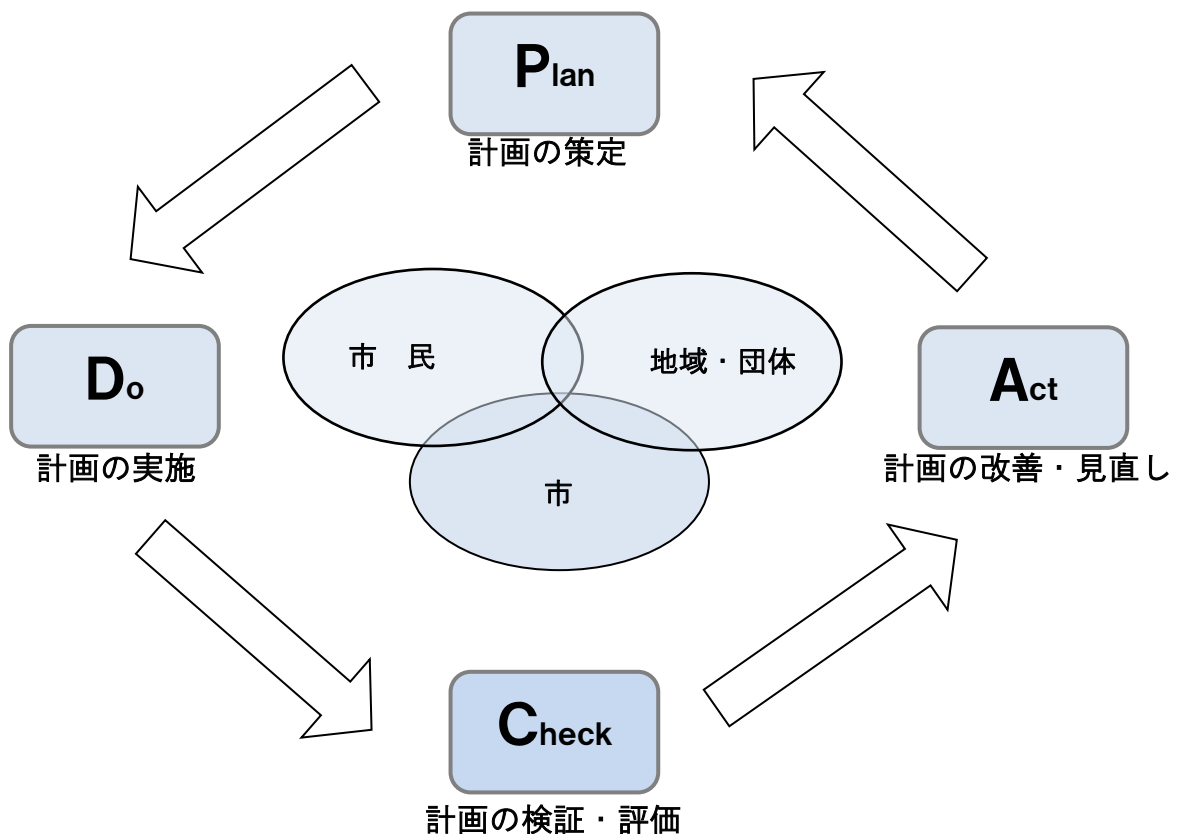 Plan
計画の策定
市　民
地域・団体
Do
計画の実施
Act
計画の改善・見直し
市
Check
計画の検証・評価